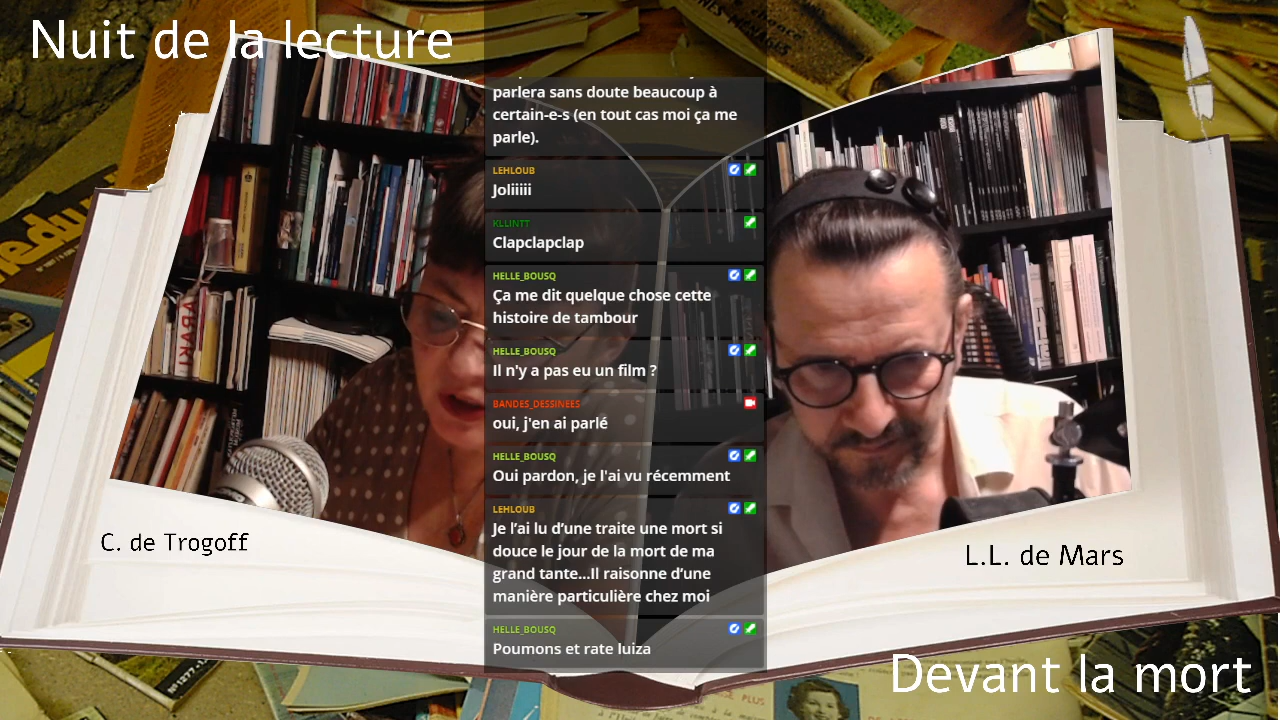 Nuit de la lecture
parlera sans doute beaucoup à
certain-e-s (en tout cas moi ça me
parle).
LEHLOUB
Joliiiii
KLLINTT
Clapclapclap
HELLE_BOUSQ
Ça me dit quelque chose cette
histoire de tambour
HELLE_BOUSQ
Il n'y a pas eu un film ?
BANDES_DESSINEES
oui, j'en ai parlé
HELLE_BOUSQ
Oui pardon, je l'ai vu récemment
LEHLOUB
Je l’ai lu d’une traite une mort si
douce le jour de la mort de ma
grand tante...Il raisonne d’une
manière particulière chez moi
HELLE_BOUSQ
Poumons et rate luiza
C. de Trogoff
L.L. de Mars
Devant la mort
ARAKI
PLUS